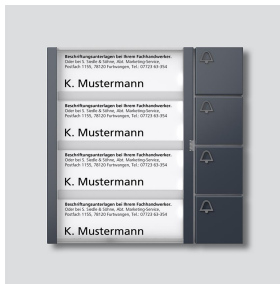 Beschriftungsunterlagen bei Ihrem Fachhandwerker.
Oder bei S. Siedle & Söhne, Abt. Marketing-Service,
Postfach 1155, 78120 Furtwangen, Tel.: 07723 63-354
K. Mustermann
Beschriftungsunterlagen bei Ihrem Fachhandwerker.
Oder bei S. Siedle & Söhne, Abt. Marketing-Service,
Postfach 1155, 78120 Furtwangen, Tel.: 07723 63-354
K. Mustermann
Beschriftungsunterlagen bei Ihrem Fachhandwerker.
Oder bei S. Siedle & Söhne, Abt. Marketing-Service,
Postfach 1155, 78120 Furtwangen, Tel.: 07723 63-354
K. Mustermann
Beschriftungsunterlagen bei Ihrem Fachhandwerker.
Oder bei S. Siedle & Söhne, Abt. Marketing-Service,
Postfach 1155, 78120 Furtwangen, Tel.: 07723 63-354
K. Mustermann